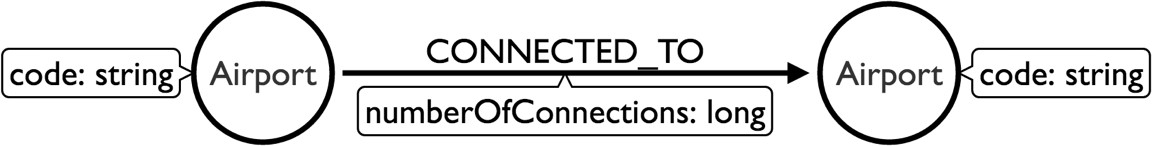 CONNECTED_TO
code: string
Airport
Airport
code: string
numberOfConnections: long